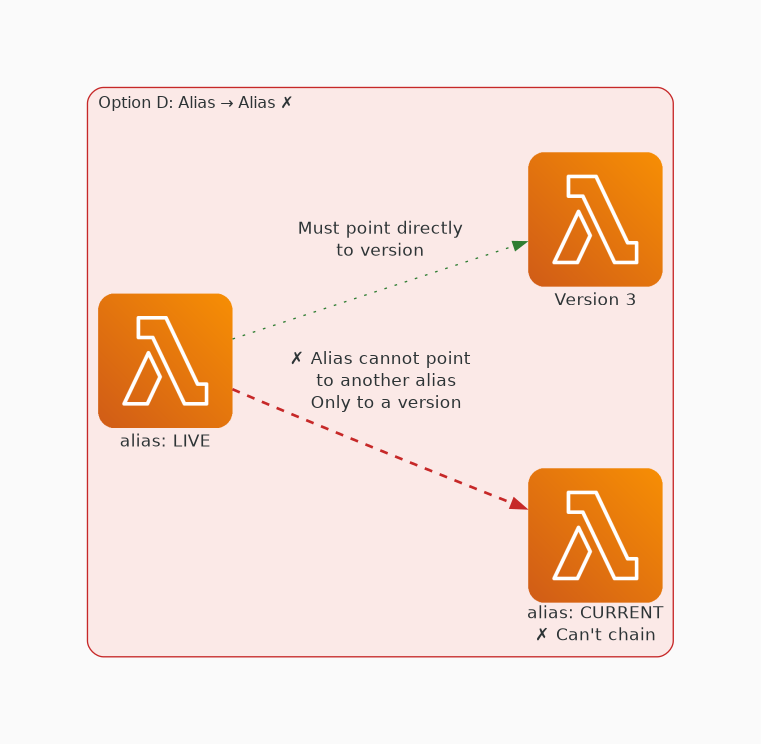 Option D: Alias → Alias ✗
Must point directly
to version
Version 3
✗ Alias cannot point
to another alias
Only to a version
alias: LIVE
alias: CURRENT
✗ Can't chain